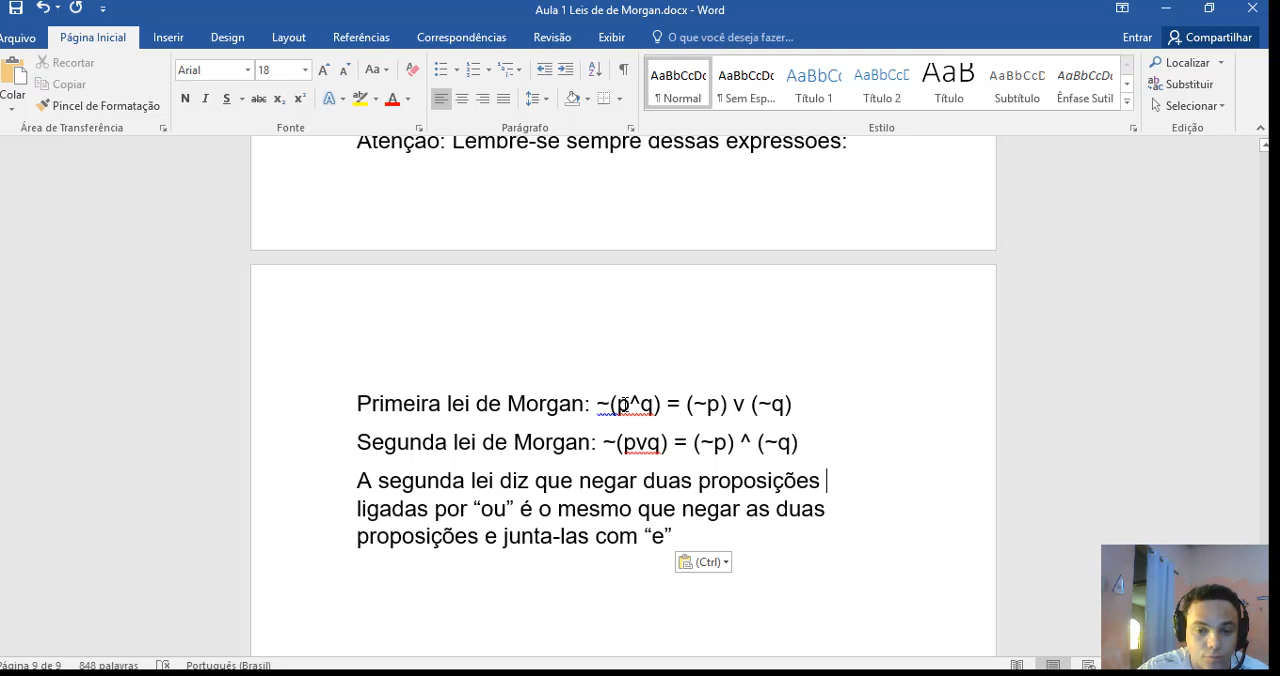 Aula 1 Leis de de Morgan.docx - Word
Arquivo Página Inicial Inserir Design Layout Referências Correspondências Revisão Exibir O que você deseja fazer... Entrar Compartilhar
Colar
Recortar
Copiar
Pincel de Formatação
Área de Transferência
Arial 18
N I S abc x₂ x²
Fonte
Parágrafo
AaBbCcDc AaBbCcDc AaBbC( AaBbCcD AaB AaBbCcD AaBbCcDc
¶ Normal ¶ Sem Esp... Título 1 Título 2 Título Subtítulo Ênfase Sutil
Estilo
Localizar
Substituir
Selecionar
Edição
Atenção: Lembre-se sempre dessas expressões:
Primeira lei de Morgan: ~(p^q) = (~p) v (~q)
Segunda lei de Morgan: ~(pvq) = (~p) ^ (~q)
A segunda lei diz que negar duas proposições
ligadas por “ou” é o mesmo que negar as duas
proposições e junta-las com “e”
(Ctrl)
Página 9 de 9 848 palavras Português (Brasil)